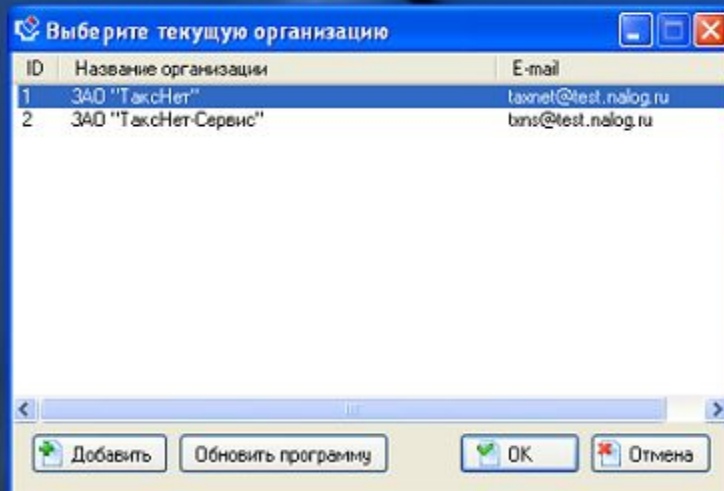 Выберите текущую организацию
ID Название организации E-mail
1 ЗАО "ТаксНет" taxnet@test.nalog.ru
2 ЗАО "ТаксНет-Сервис" txns@test.nalog.ru
Добавить Обновить программу OK Отмена